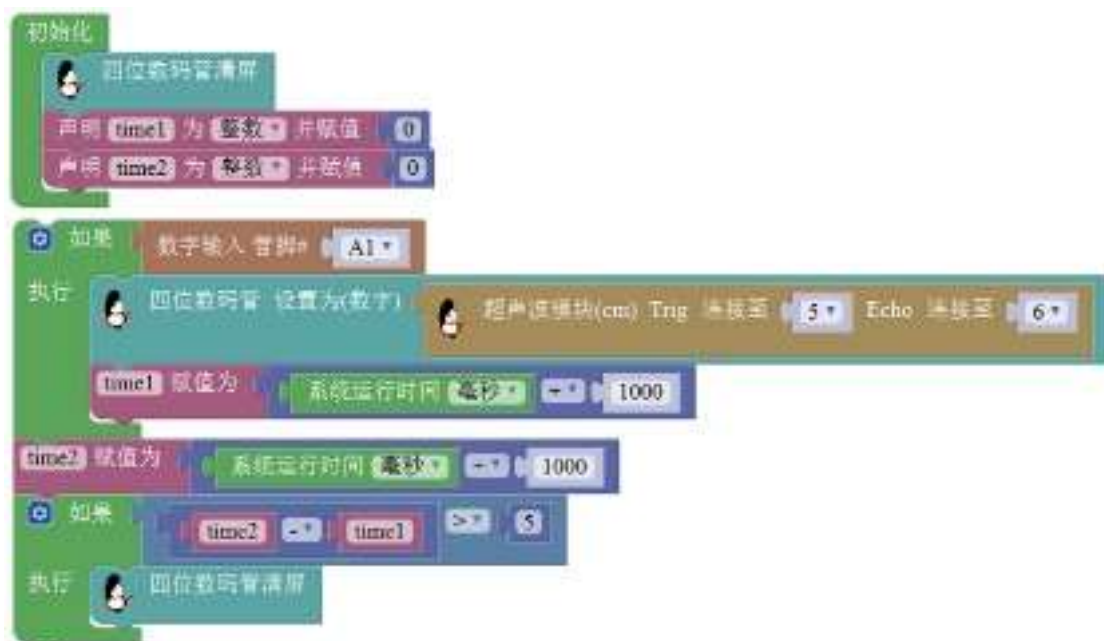 初始化
四位数码管清屏
声明 time1 为 整数 并赋值 0
声明 time2 为 整数 并赋值 0
如果 数字输入 管脚# A1
执行 四位数码管 设置为(数字) 超声波模块(cm) Trig 连接至 5 Echo 连接至 6
time1 赋值为 系统运行时间 毫秒 ÷ 1000
time2 赋值为 系统运行时间 毫秒 ÷ 1000
如果 time2 - time1 > 5
执行 四位数码管清屏